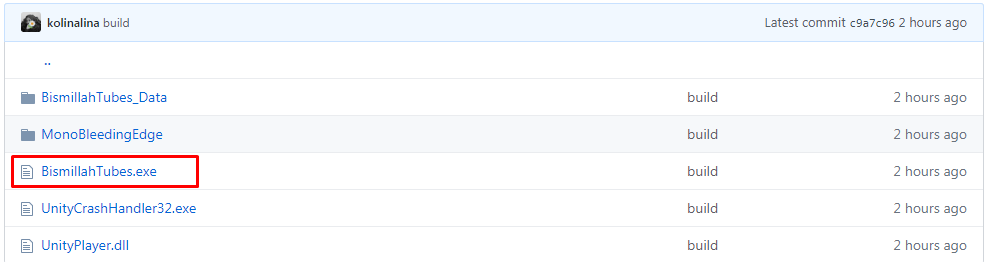 kolinalina build Latest commit c9a7c96 2 hours ago
..
BismillahTubes_Data build 2 hours ago
MonoBleedingEdge build 2 hours ago
BismillahTubes.exe build 2 hours ago
UnityCrashHandler32.exe build 2 hours ago
UnityPlayer.dll build 2 hours ago